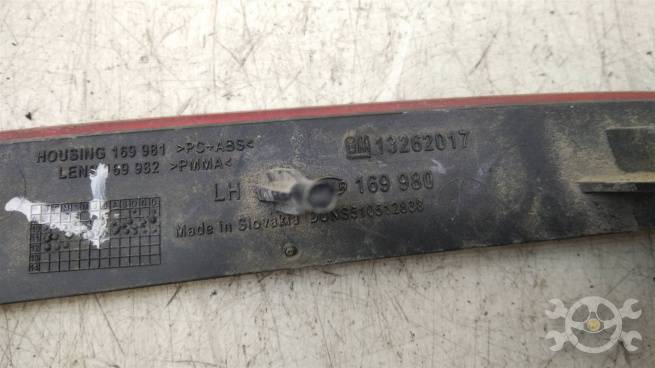 HOUSING 169 981 >PC-ABS<
LENS 169 982 >PMMA<
GM 13262017
LH 169 980
Made in Slovakia